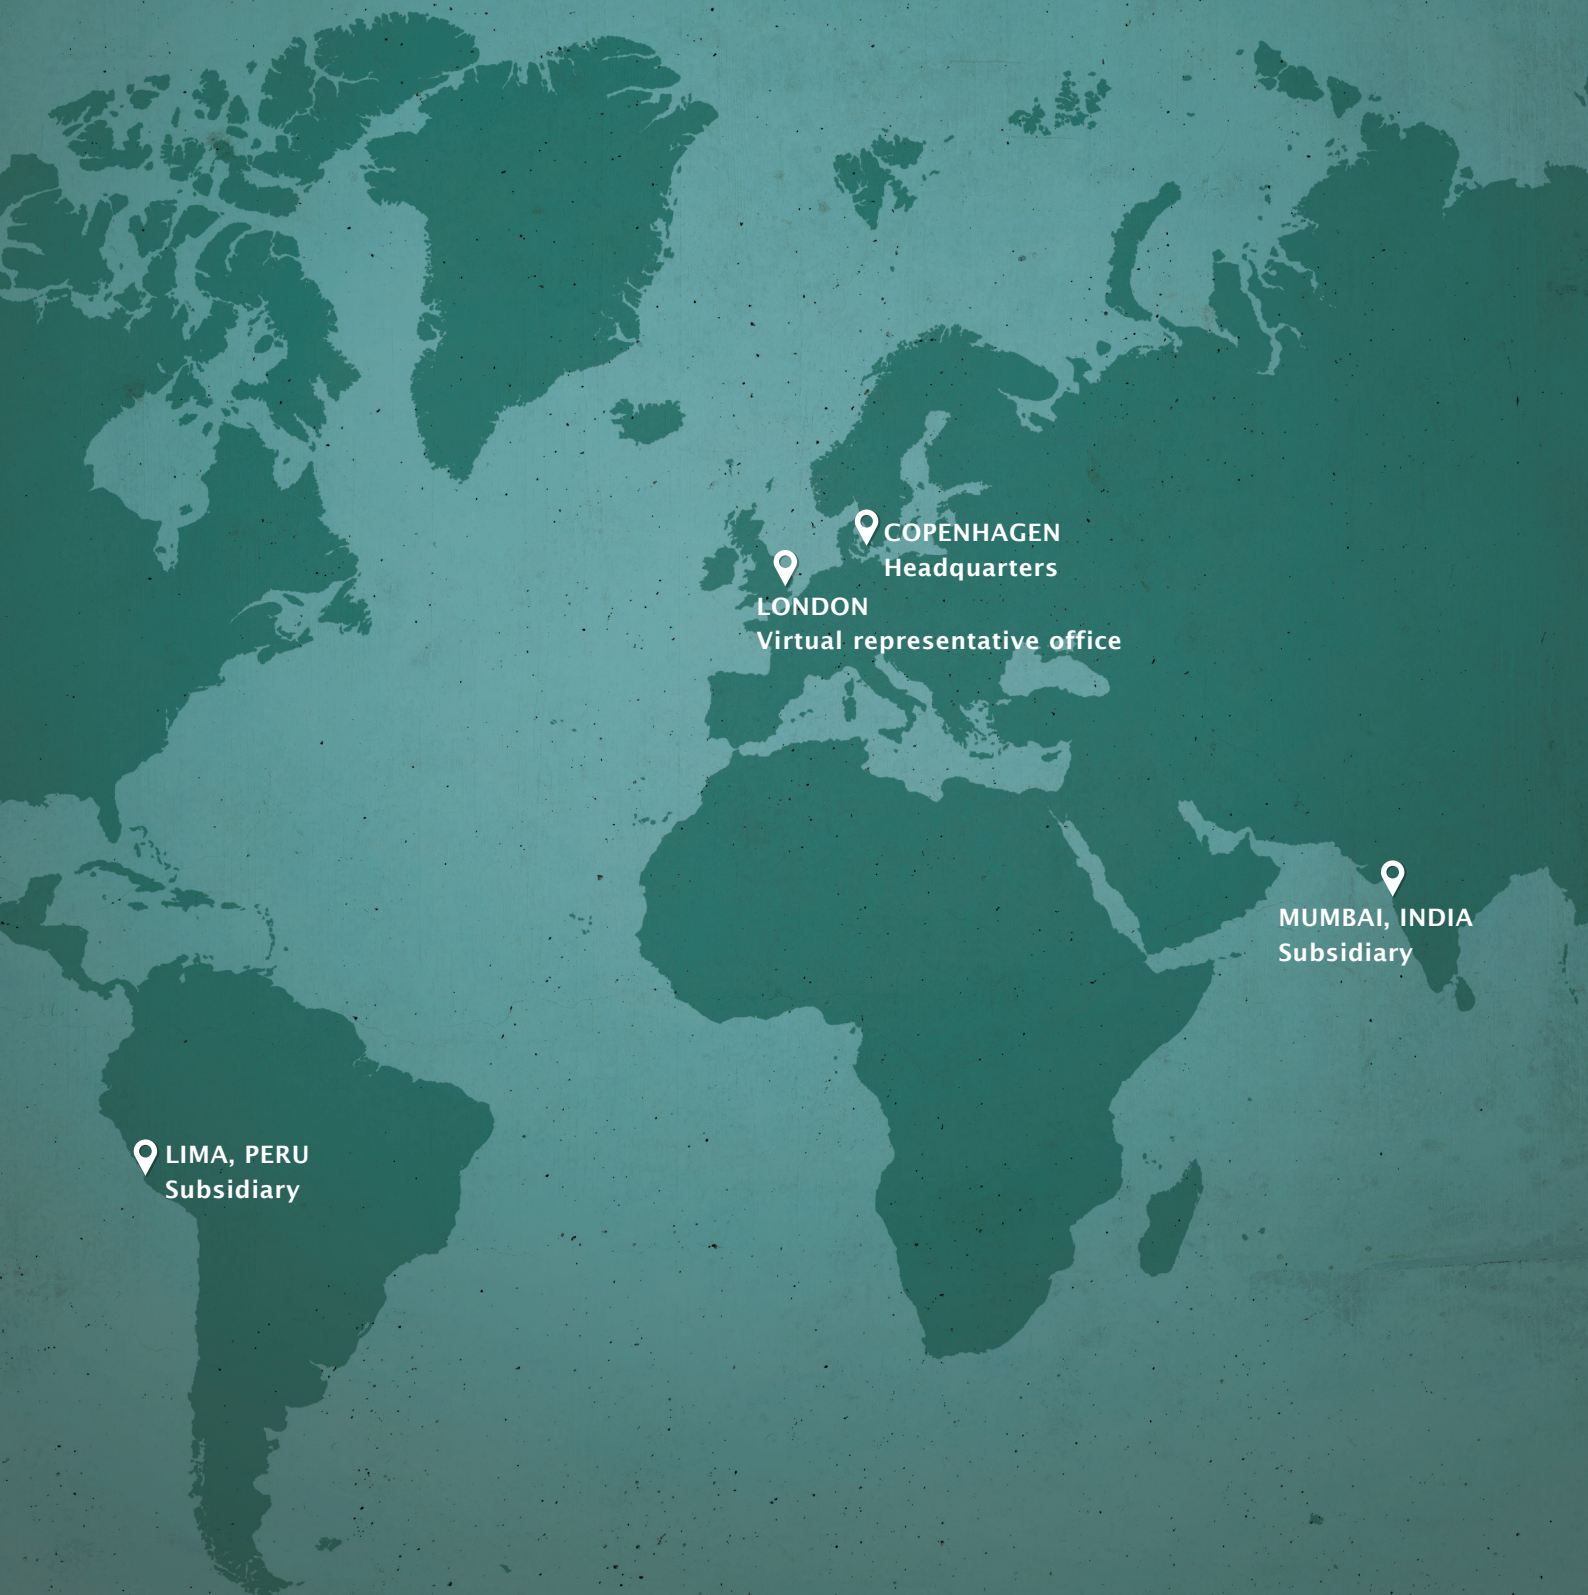 COPENHAGEN
Headquarters
LONDON
Virtual representative office
MUMBAI, INDIA
Subsidiary
LIMA, PERU
Subsidiary